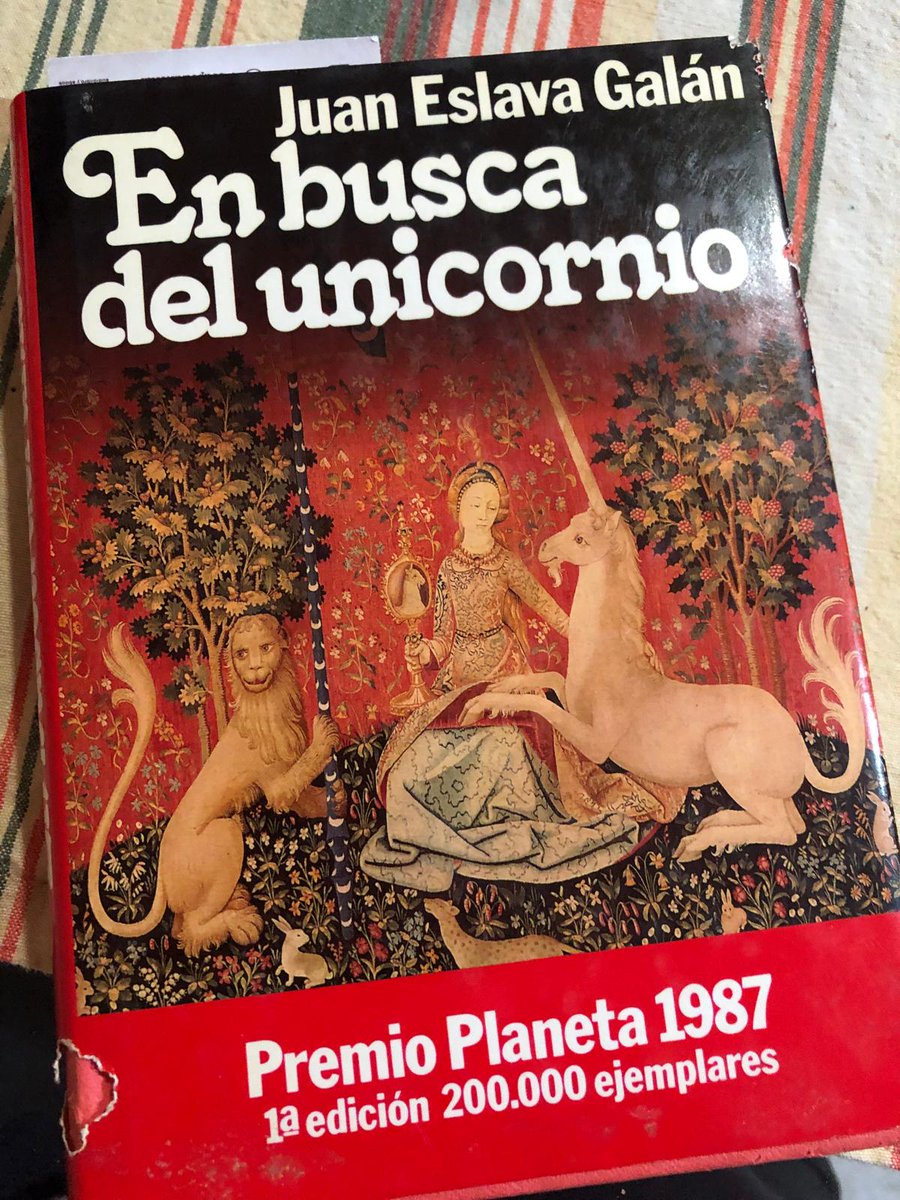 Juan Eslava Galán
En busca
del unicornio
Premio Planeta 1987
1ª edición 200.000 ejemplares